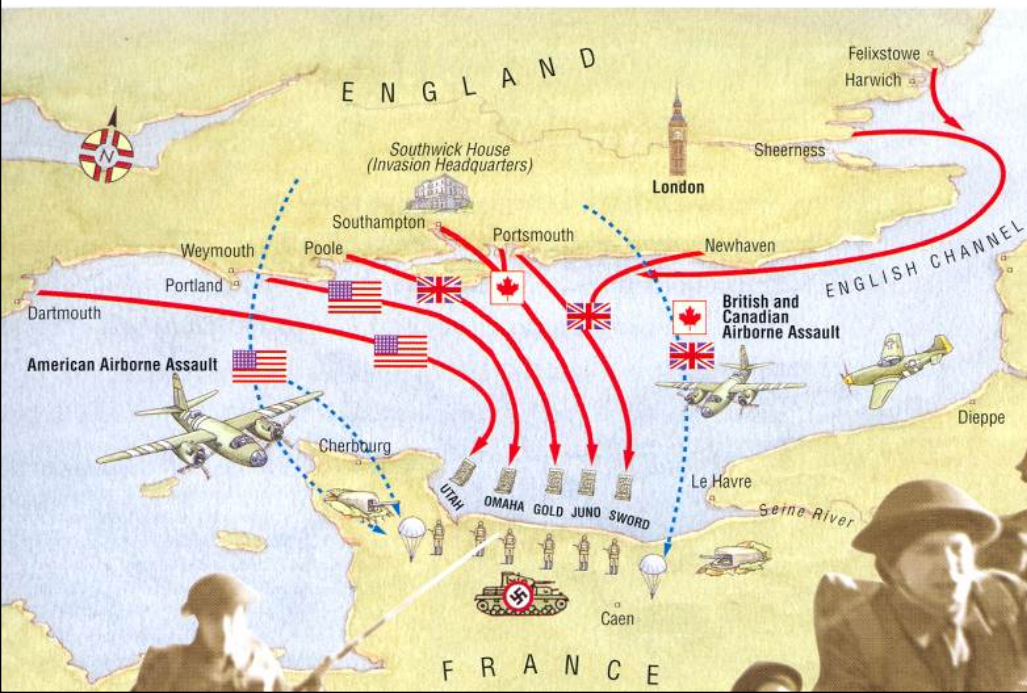 ENGLAND
Felixstowe
Harwich
N
Southwick House
(Invasion Headquarters)
Sheerness
London
Southampton
Portsmouth
Weymouth
Poole
Newhaven
Portland
ENGLISH CHANNEL
Dartmouth
British and
Canadian
Airborne Assault
American Airborne Assault
Dieppe
Cherbourg
Le Havre
UTAH
OMAHA
GOLD
JUNO
SWORD
Seine River
Caen
FRANCE